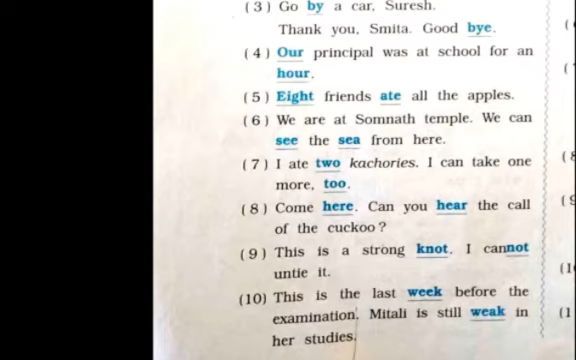 (3) Go by a car, Suresh.
Thank you, Smita. Good bye.
(4) Our principal was at school for an
hour.
(5) Eight friends ate all the apples.
(6) We are at Somnath temple. We can
see the sea from here.
(7) I ate two kachories. I can take one
more, too.
(8) Come here. Can you hear the call
of the cuckoo?
(9) This is a strong knot. I cannot
untie it.
(10) This is the last week before the
examination. Mitali is still weak in
her studies.